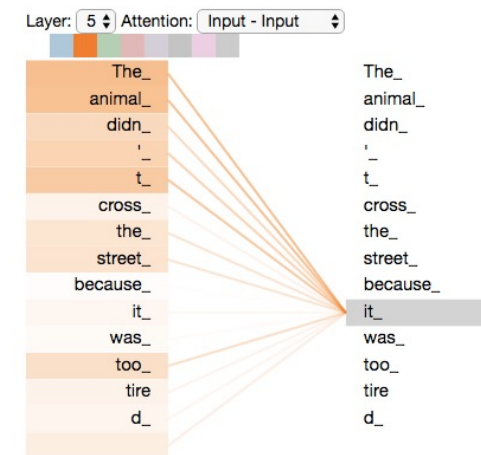 Layer: 5 Attention: Input - Input
The_ The_
animal_ animal_
didn_ didn_
'_ '_
t_ t_
cross_ cross_
the_ the_
street_ street_
because_ because_
it_ it_
was_ was_
too_ too_
tire tire
d_ d_